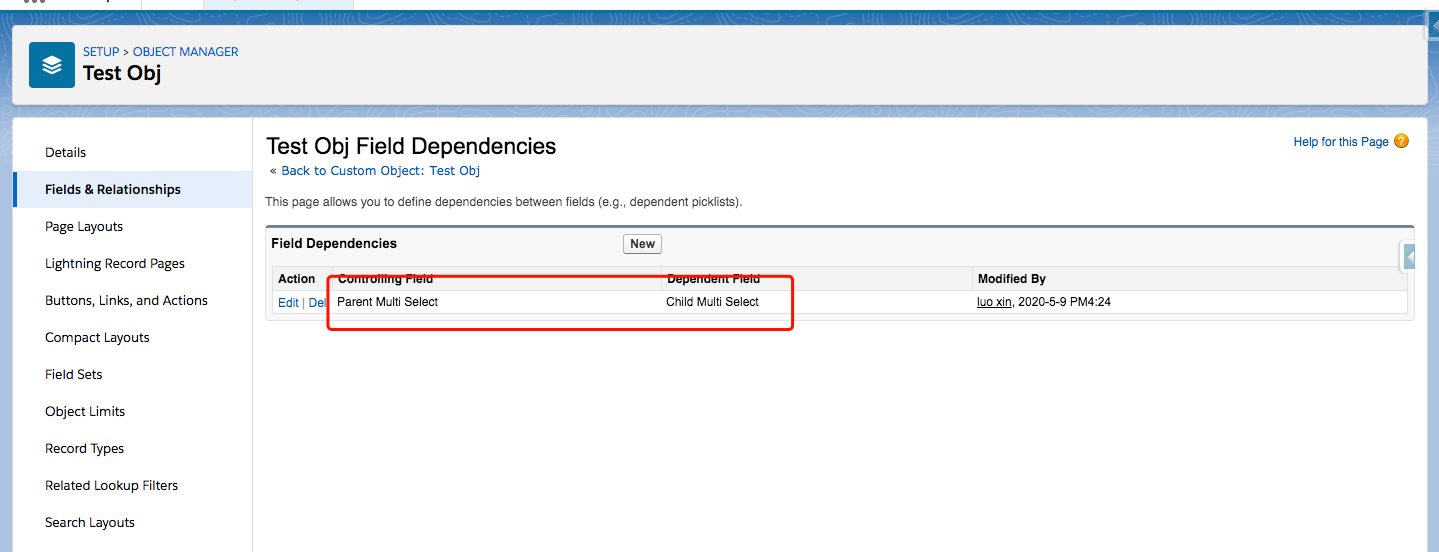 SETUP > OBJECT MANAGER
Test Obj
Details
Fields & Relationships
Page Layouts
Lightning Record Pages
Buttons, Links, and Actions
Compact Layouts
Field Sets
Object Limits
Record Types
Related Lookup Filters
Search Layouts
Test Obj Field Dependencies
Help for this Page ?
« Back to Custom Object: Test Obj
This page allows you to define dependencies between fields (e.g., dependent picklists).
Field Dependencies New
Action Controlling Field Dependent Field Modified By
Edit | Del Parent Multi Select Child Multi Select luo xin, 2020-5-9 PM4:24